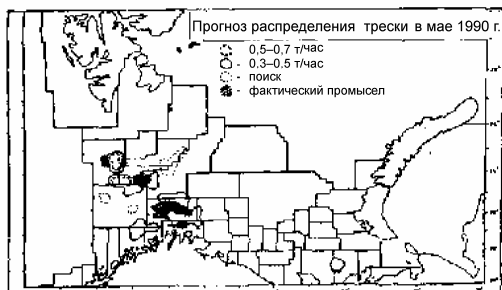 Прогноз распределения трески в мае 1990 г.
0,5–0,7 т/час
- 0.3–0.5 т/час
- поиск
- фактический промысел